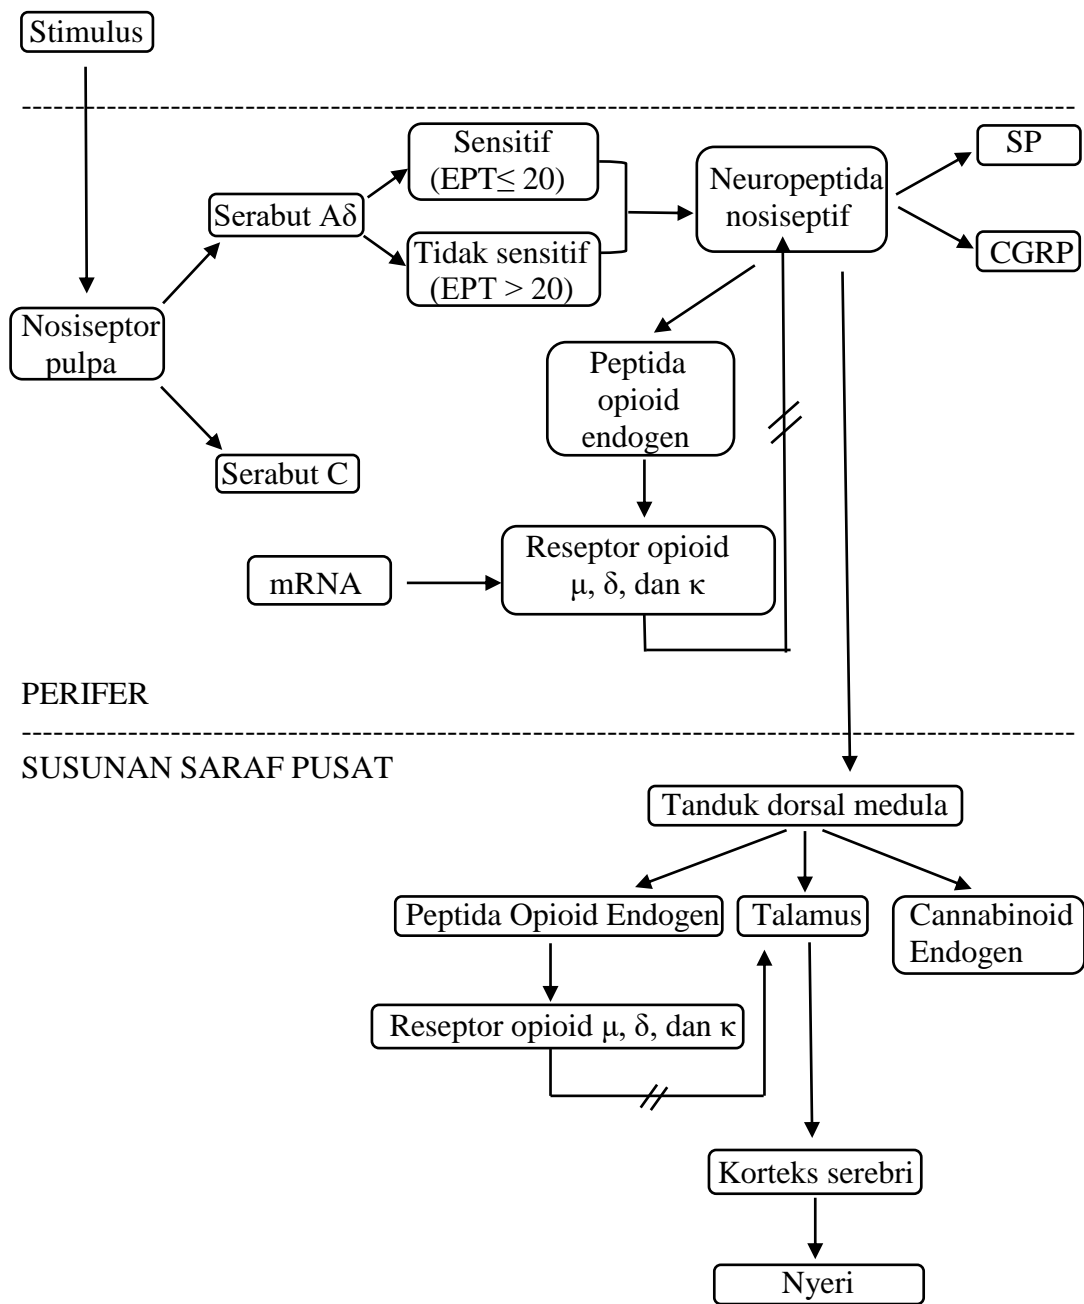 Stimulus
Sensitif
(EPT≤ 20)
SP
Neuropeptida
nosiseptif
Serabut Aδ
Tidak sensitif
(EPT > 20)
CGRP
Nosiseptor
pulpa
Peptida
opioid
endogen
Serabut C
Reseptor opioid
μ, δ, dan κ
mRNA
PERIFER
SUSUNAN SARAF PUSAT
Tanduk dorsal medula
Peptida Opioid Endogen
Talamus
Cannabinoid
Endogen
Reseptor opioid μ, δ, dan κ
Korteks serebri
Nyeri